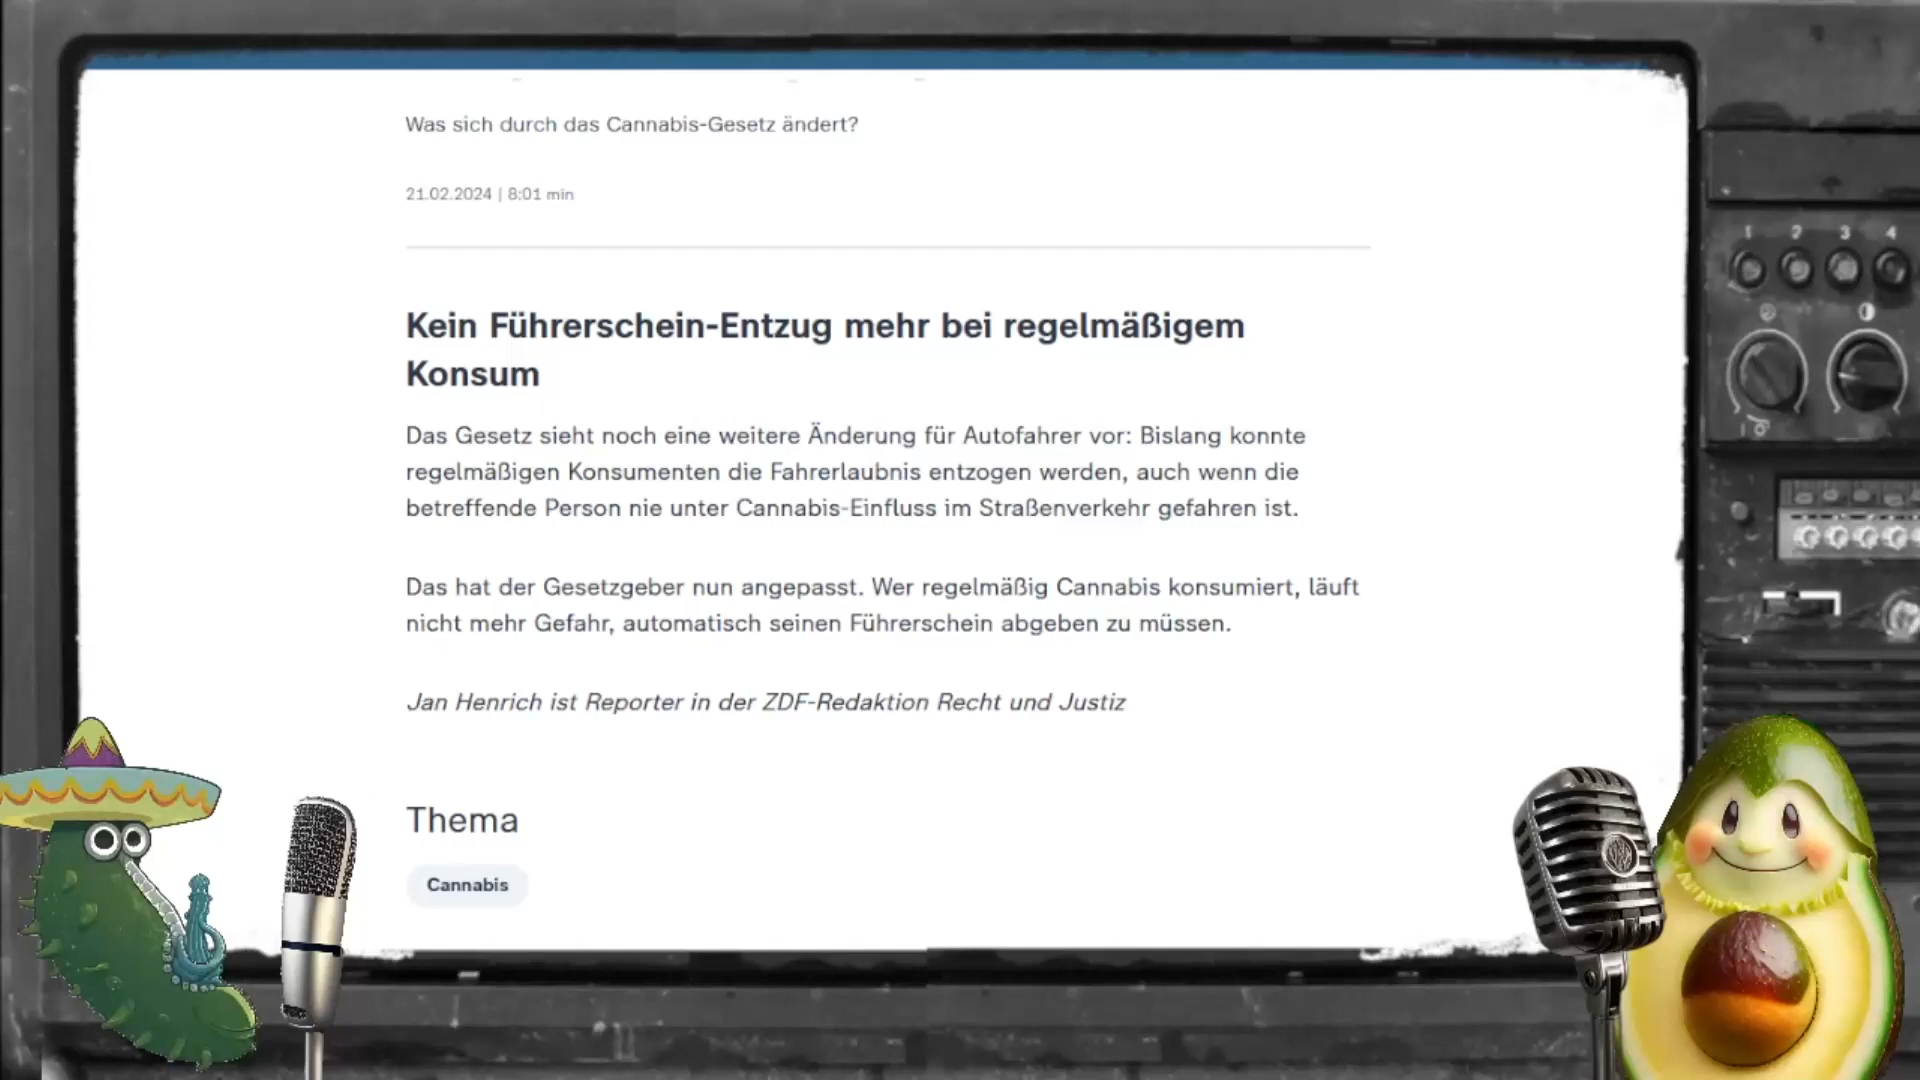 Was sich durch das Cannabis-Gesetz ändert?
21.02.2024 | 8:01 min
Kein Führerschein-Entzug mehr bei regelmäßigem
Konsum
Das Gesetz sieht noch eine weitere Änderung für Autofahrer vor: Bislang konnte
regelmäßigen Konsumenten die Fahrerlaubnis entzogen werden, auch wenn die
betreffende Person nie unter Cannabis-Einfluss im Straßenverkehr gefahren ist.
Das hat der Gesetzgeber nun angepasst. Wer regelmäßig Cannabis konsumiert, läuft
nicht mehr Gefahr, automatisch seinen Führerschein abgeben zu müssen.
Jan Henrich ist Reporter in der ZDF-Redaktion Recht und Justiz
Thema
Cannabis
1 2 3 4